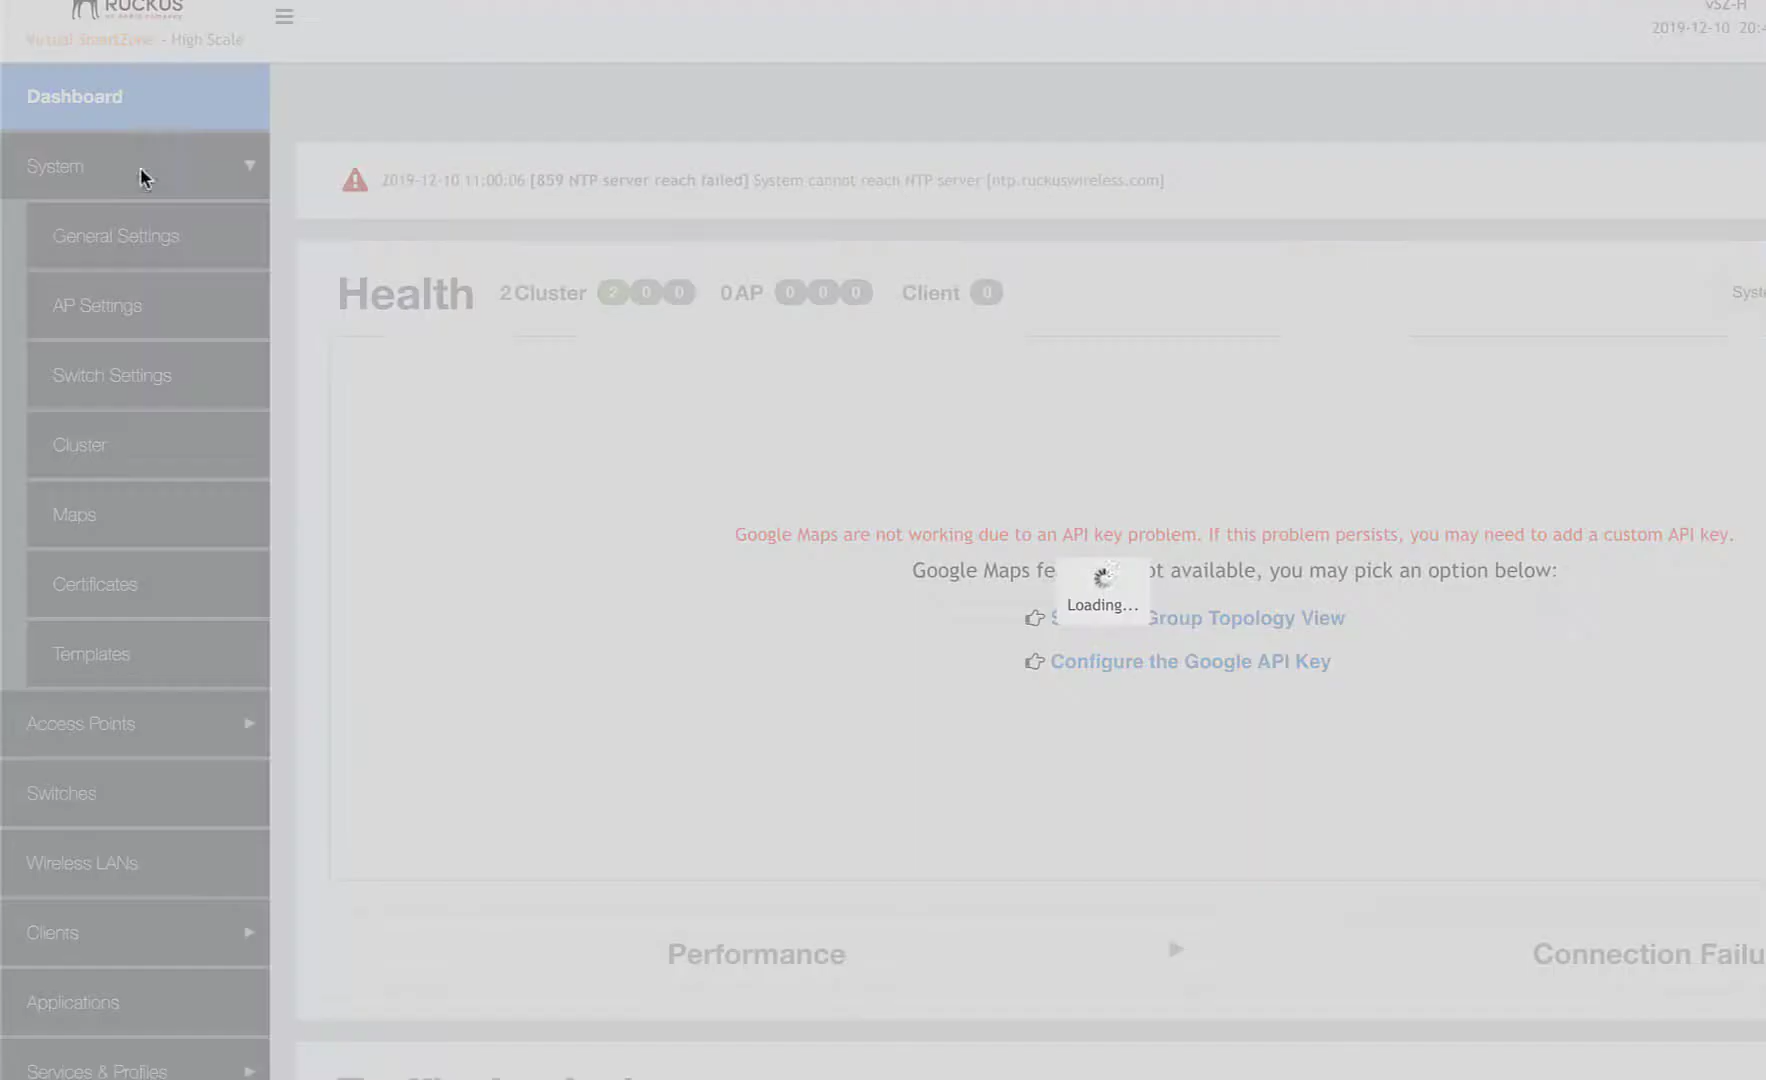 RUCKUS
Virtual SmartZone - High Scale
vSZ-H
2019-12-10 20:4
Dashboard
System
General Settings
AP Settings
Switch Settings
Cluster
Maps
Certificates
Templates
Access Points
Switches
Wireless LANs
Clients
Applications
Services & Profiles
2019-12-10 11:00:06 [859 NTP server reach failed] System cannot reach NTP server [ntp.ruckuswireless.com]
Health 2 Cluster 2 0 0 0 AP 0 0 0 Client 0
Syste
Google Maps are not working due to an API key problem. If this problem persists, you may need to add a custom API key.
Google Maps fe ot available, you may pick an option below:
Loading...
Group Topology View
Configure the Google API Key
Performance
Connection Failu